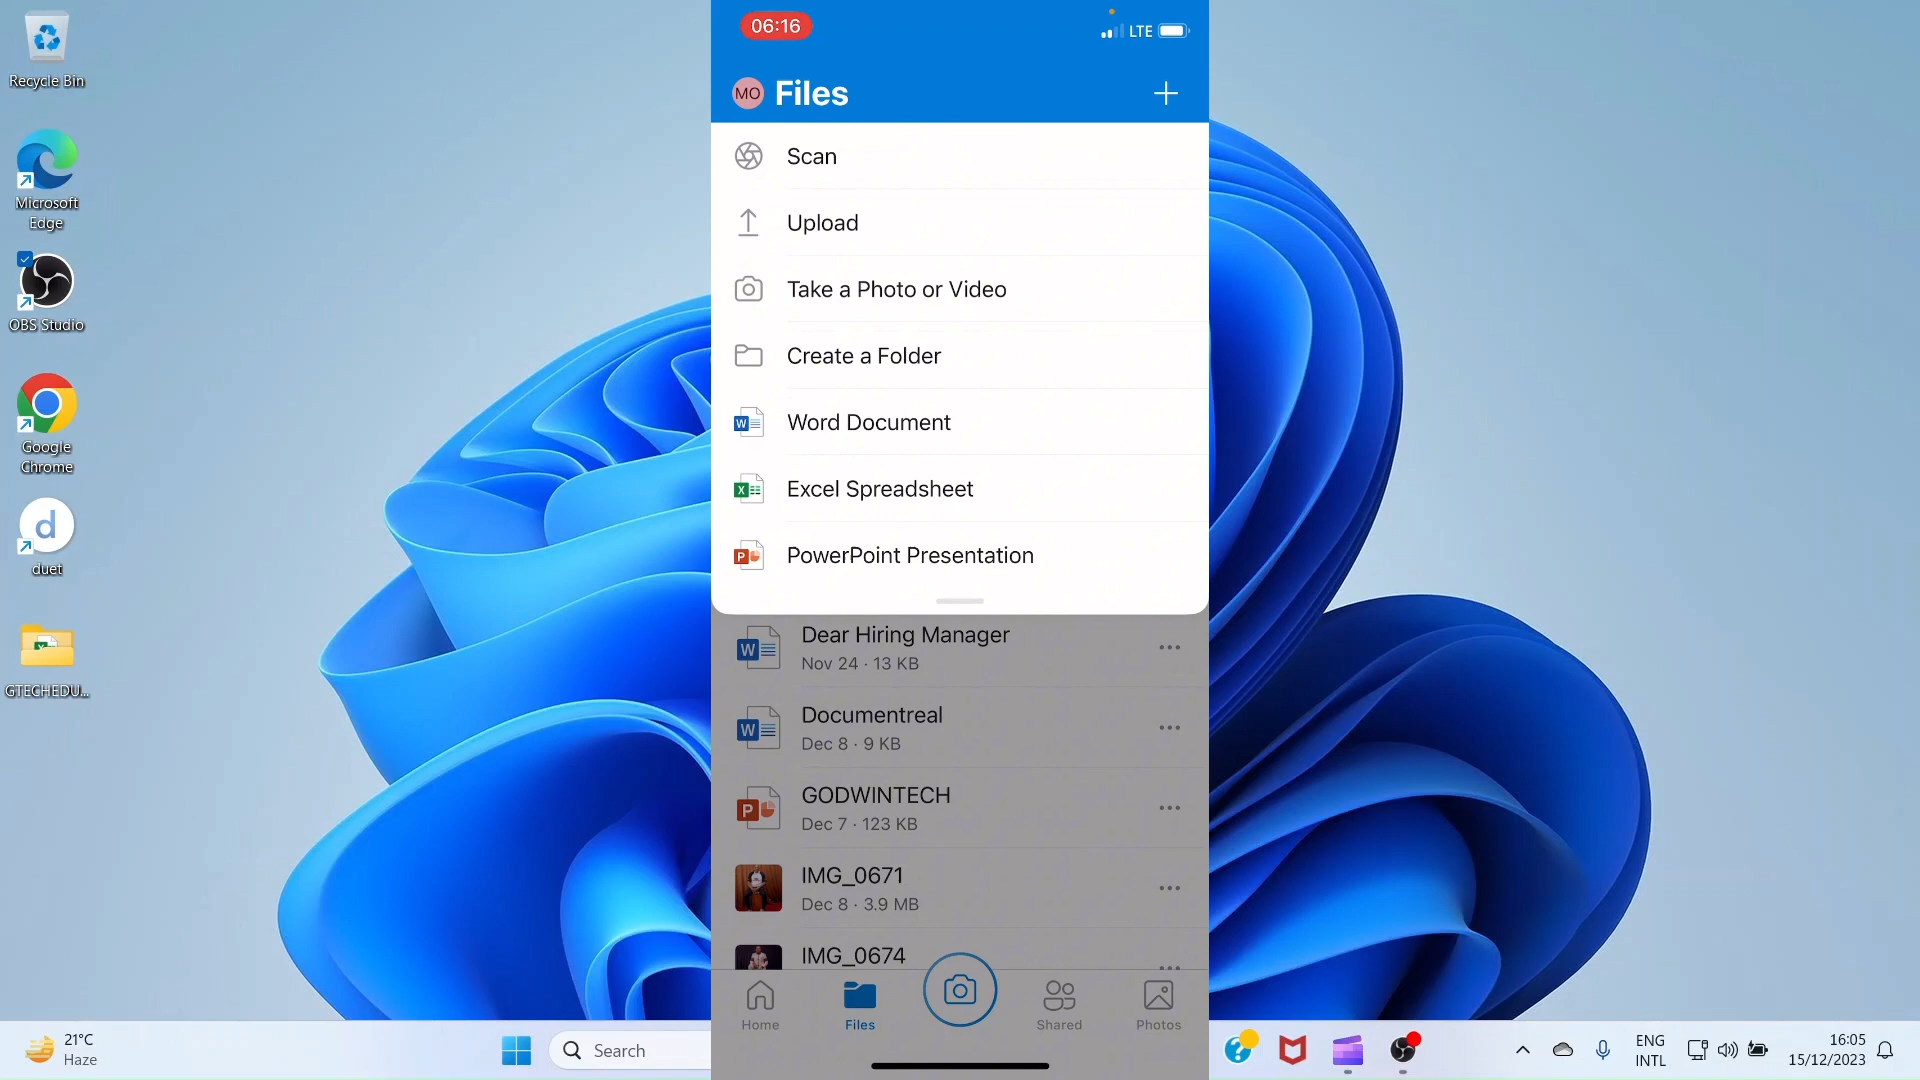 Recycle Bin
Microsoft
Edge
OBS Studio
Google
Chrome
d
duet
GTECHEDU...
06:16
LTE
MO Files
Scan
Upload
Take a Photo or Video
Create a Folder
Word Document
Excel Spreadsheet
PowerPoint Presentation
Dear Hiring Manager
Nov 24 · 13 KB
Documentreal
Dec 8 · 9 KB
GODWINTECH
Dec 7 · 123 KB
IMG_0671
Dec 8 · 3.9 MB
IMG_0674
Home
Files
Shared
Photos
21°C
Haze
Search
ENG
INTL
16:05
15/12/2023